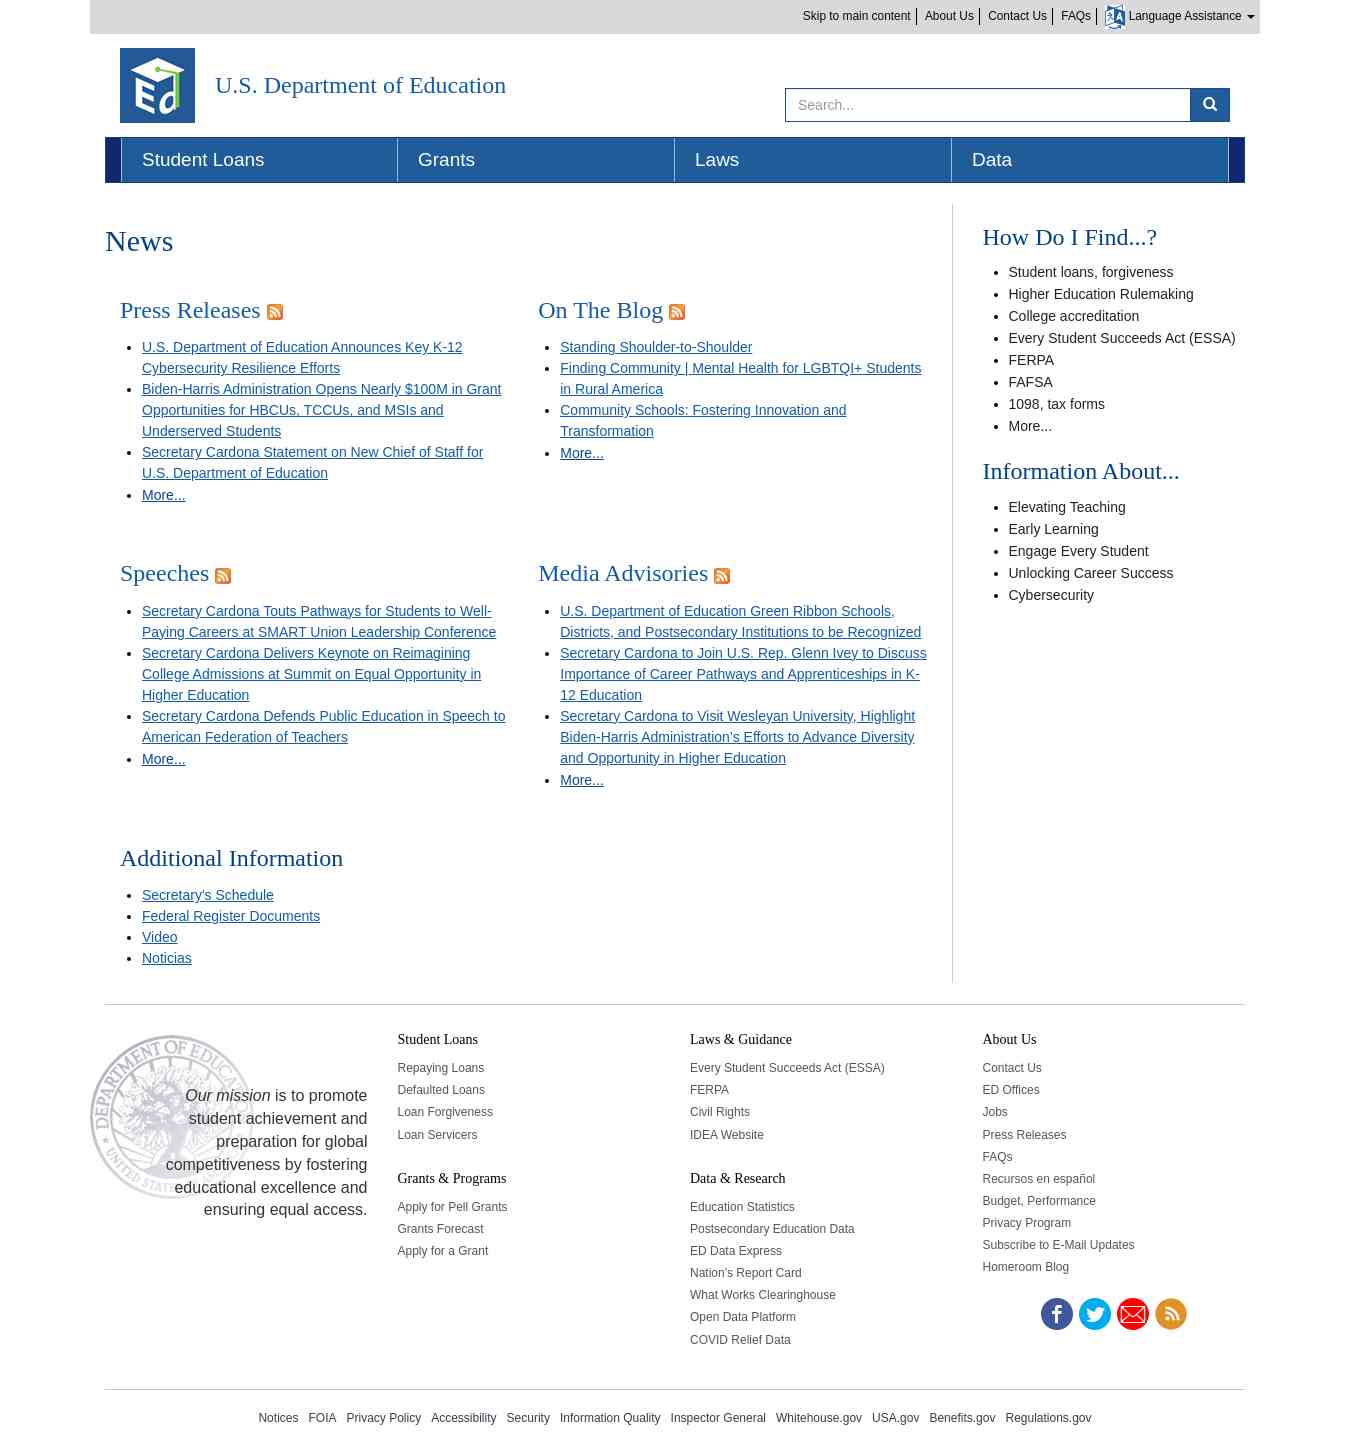 Skip to main content
About Us
Contact Us
FAQs
Language Assistance
Ed
U.S. Department of Education
Search...
Student Loans
Grants
Laws
Data
News
Press Releases
U.S. Department of Education Announces Key K-12
Cybersecurity Resilience Efforts
Biden-Harris Administration Opens Nearly $100M in Grant
Opportunities for HBCUs, TCCUs, and MSIs and
Underserved Students
Secretary Cardona Statement on New Chief of Staff for
U.S. Department of Education
More...
On The Blog
Standing Shoulder-to-Shoulder
Finding Community | Mental Health for LGBTQI+ Students
in Rural America
Community Schools: Fostering Innovation and
Transformation
More...
Speeches
Secretary Cardona Touts Pathways for Students to Well-
Paying Careers at SMART Union Leadership Conference
Secretary Cardona Delivers Keynote on Reimagining
College Admissions at Summit on Equal Opportunity in
Higher Education
Secretary Cardona Defends Public Education in Speech to
American Federation of Teachers
More...
Media Advisories
U.S. Department of Education Green Ribbon Schools,
Districts, and Postsecondary Institutions to be Recognized
Secretary Cardona to Join U.S. Rep. Glenn Ivey to Discuss
Importance of Career Pathways and Apprenticeships in K-
12 Education
Secretary Cardona to Visit Wesleyan University, Highlight
Biden-Harris Administration's Efforts to Advance Diversity
and Opportunity in Higher Education
More...
Additional Information
Secretary's Schedule
Federal Register Documents
Video
Noticias
How Do I Find...?
Student loans, forgiveness
Higher Education Rulemaking
College accreditation
Every Student Succeeds Act (ESSA)
FERPA
FAFSA
1098, tax forms
More...
Information About...
Elevating Teaching
Early Learning
Engage Every Student
Unlocking Career Success
Cybersecurity
Our mission is to promote
student achievement and
preparation for global
competitiveness by fostering
educational excellence and
ensuring equal access.
Student Loans
Repaying Loans
Defaulted Loans
Loan Forgiveness
Loan Servicers
Grants & Programs
Apply for Pell Grants
Grants Forecast
Apply for a Grant
Laws & Guidance
Every Student Succeeds Act (ESSA)
FERPA
Civil Rights
IDEA Website
Data & Research
Education Statistics
Postsecondary Education Data
ED Data Express
Nation's Report Card
What Works Clearinghouse
Open Data Platform
COVID Relief Data
About Us
Contact Us
ED Offices
Jobs
Press Releases
FAQs
Recursos en español
Budget, Performance
Privacy Program
Subscribe to E-Mail Updates
Homeroom Blog
Notices FOIA Privacy Policy Accessibility Security Information Quality Inspector General Whitehouse.gov USA.gov Benefits.gov Regulations.gov